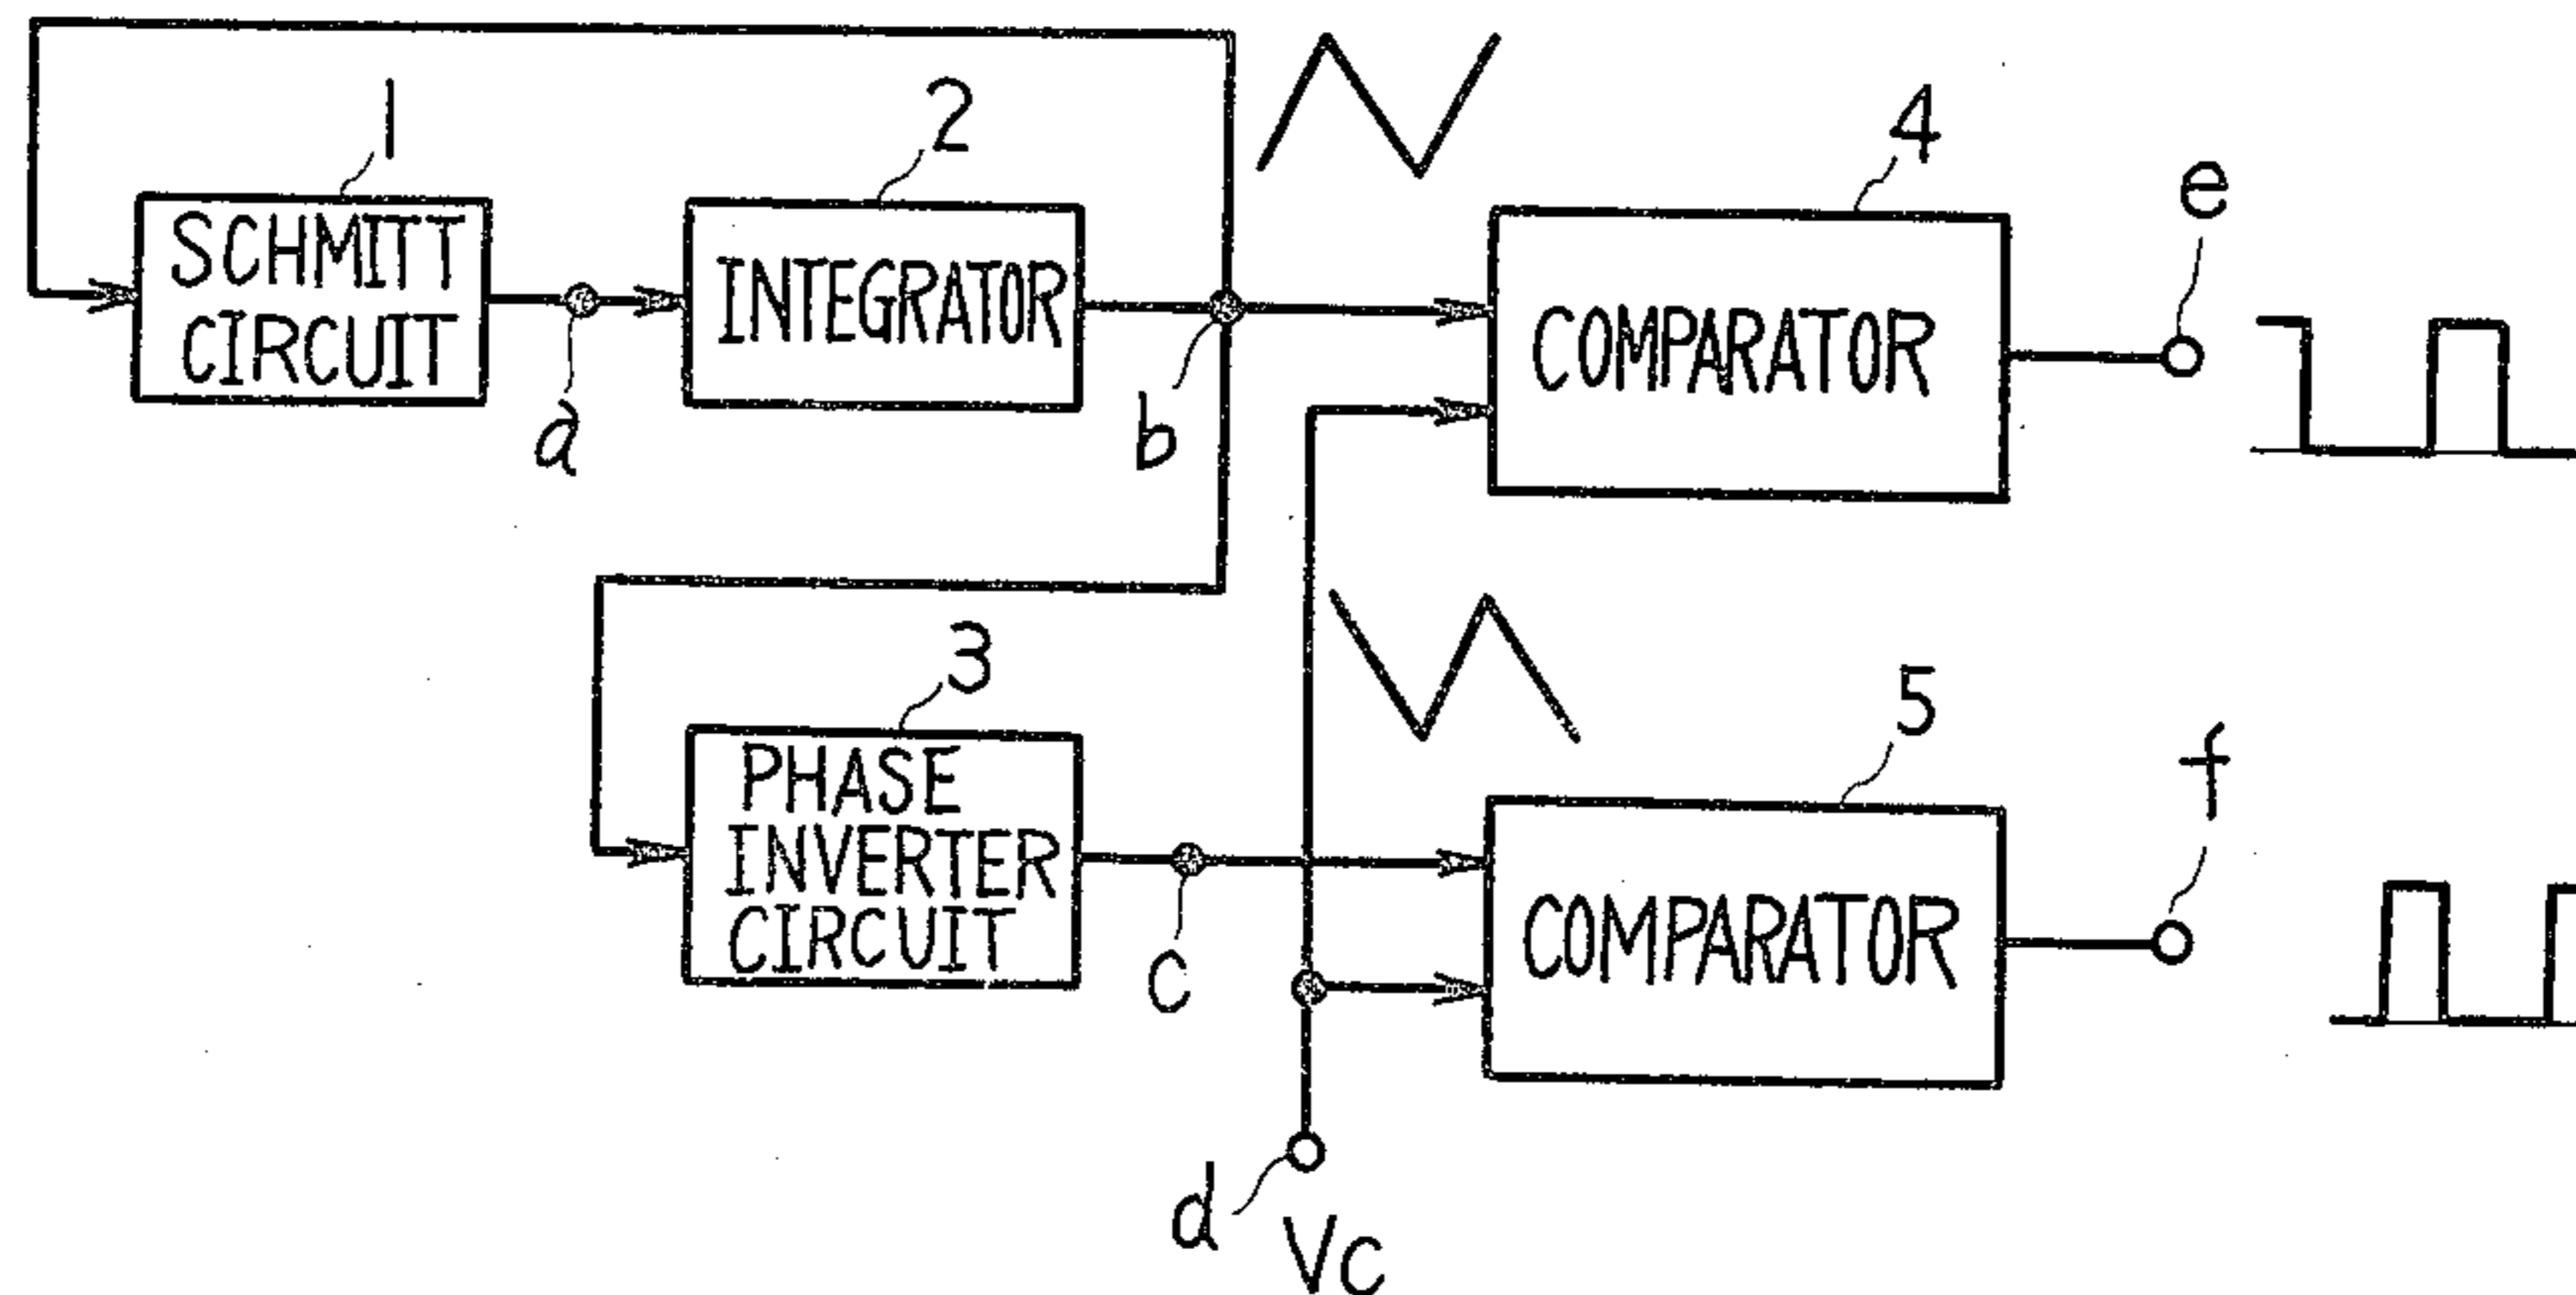 1
2
4
e
SCHMITT
CIRCUIT
INTEGRATOR
COMPARATOR
a
b
3
5
f
PHASE
INVERTER
CIRCUIT
COMPARATOR
c
d
Vc